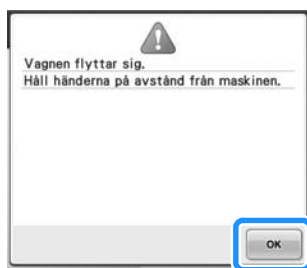 Vagnen flyttar sig.
Håll händerna på avstånd från maskinen.
OK